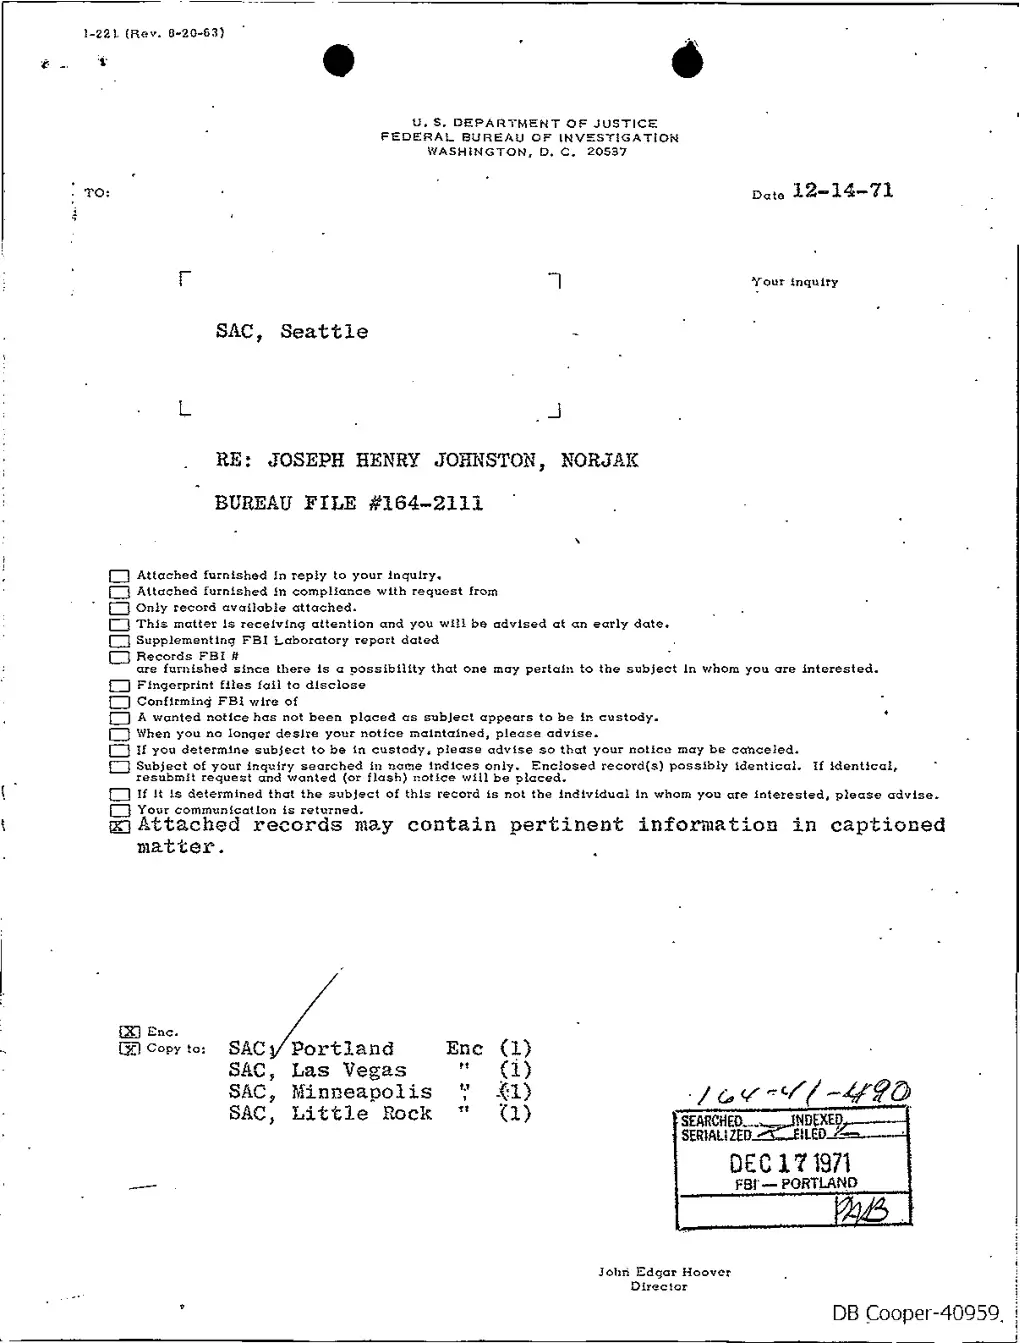 1-221 (Rev. 8-20-63)
U. S. DEPARTMENT OF JUSTICE
FEDERAL BUREAU OF INVESTIGATION
WASHINGTON, D. C. 20537
TO:
Date 12-14-71
Your inquiry
SAC, Seattle
RE: JOSEPH HENRY JOHNSTON, NORJAK
BUREAU FILE #164-2111
Attached furnished in reply to your inquiry.
Attached furnished in compliance with request from
Only record available attached.
This matter is receiving attention and you will be advised at an early date.
Supplementing FBI Laboratory report dated
Records FBI #
are furnished since there is a possibility that one may pertain to the subject in whom you are interested.
Fingerprint files fail to disclose
Confirming FBI wire of
A wanted notice has not been placed as subject appears to be in custody.
When you no longer desire your notice maintained, please advise.
If you determine subject to be in custody, please advise so that your notice may be canceled.
Subject of your inquiry searched in name indices only. Enclosed record(s) possibly identical. If identical,
resubmit request and wanted (or flash) notice will be placed.
If it is determined that the subject of this record is not the individual in whom you are interested, please advise.
Your communication is returned.
X Attached records may contain pertinent information in captioned
matter.
X Enc.
X Copy to: SAC, Portland Enc (1)
SAC, Las Vegas " (1)
SAC, Minneapolis " (1)
SAC, Little Rock " (1)
164-41-490
SEARCHED INDEXED
SERIALIZED FILED
DEC 17 1971
FBI — PORTLAND
John Edgar Hoover
Director
DB Cooper-40959